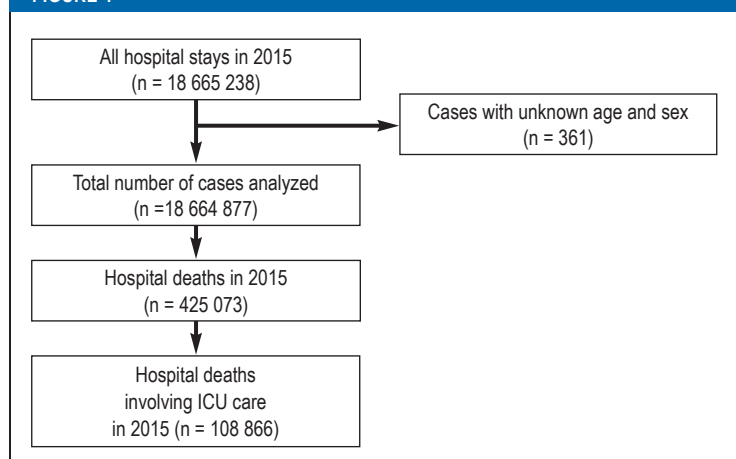 All hospital stays in 2015
(n = 18 665 238)
Cases with unknown age and sex
(n = 361)
Total number of cases analyzed
(n =18 664 877)
Hospital deaths in 2015
(n = 425 073)
Hospital deaths
involving ICU care
in 2015 (n = 108 866)